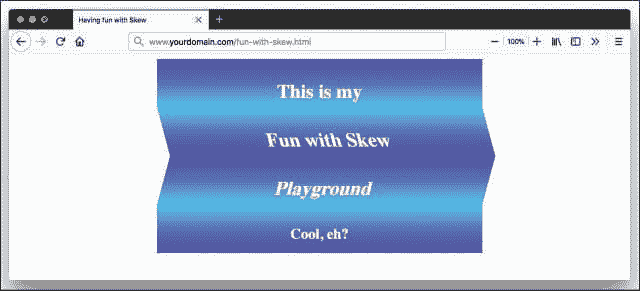 Having fun with Skew
www.yourdomain.com/fun-with-skew.html
100%
This is my
Fun with Skew
Playground
Cool, eh?